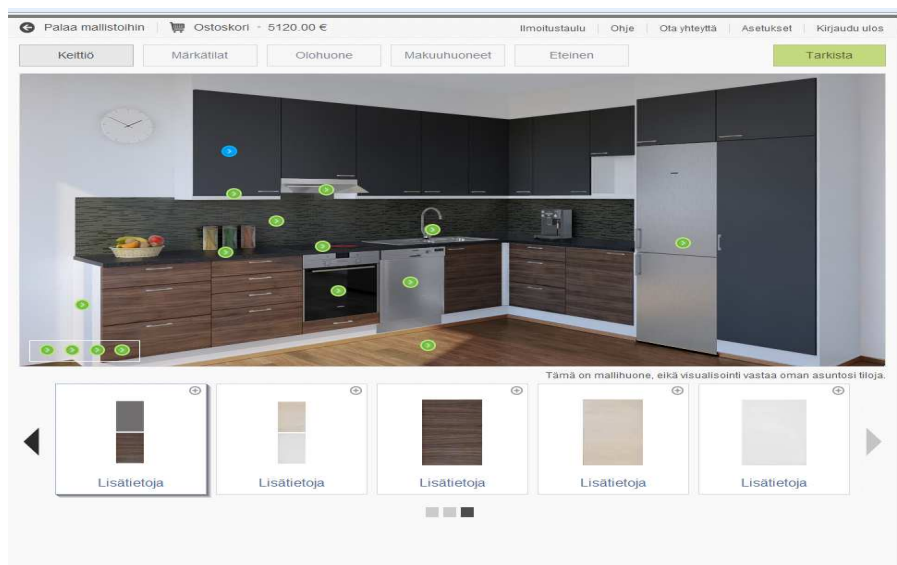 Palaa mallistoihin Ostoskori - 5120.00 € Ilmoitustaulu Ohje Ota yhteyttä Asetukset Kirjaudu ulos
Keittiö Märkätilat Olohuone Makuuhuoneet Eteinen Tarkista
Tämä on mallihuone, eikä visualisointi vastaa oman asuntosi tiloja.
Lisätietoja Lisätietoja Lisätietoja Lisätietoja Lisätietoja